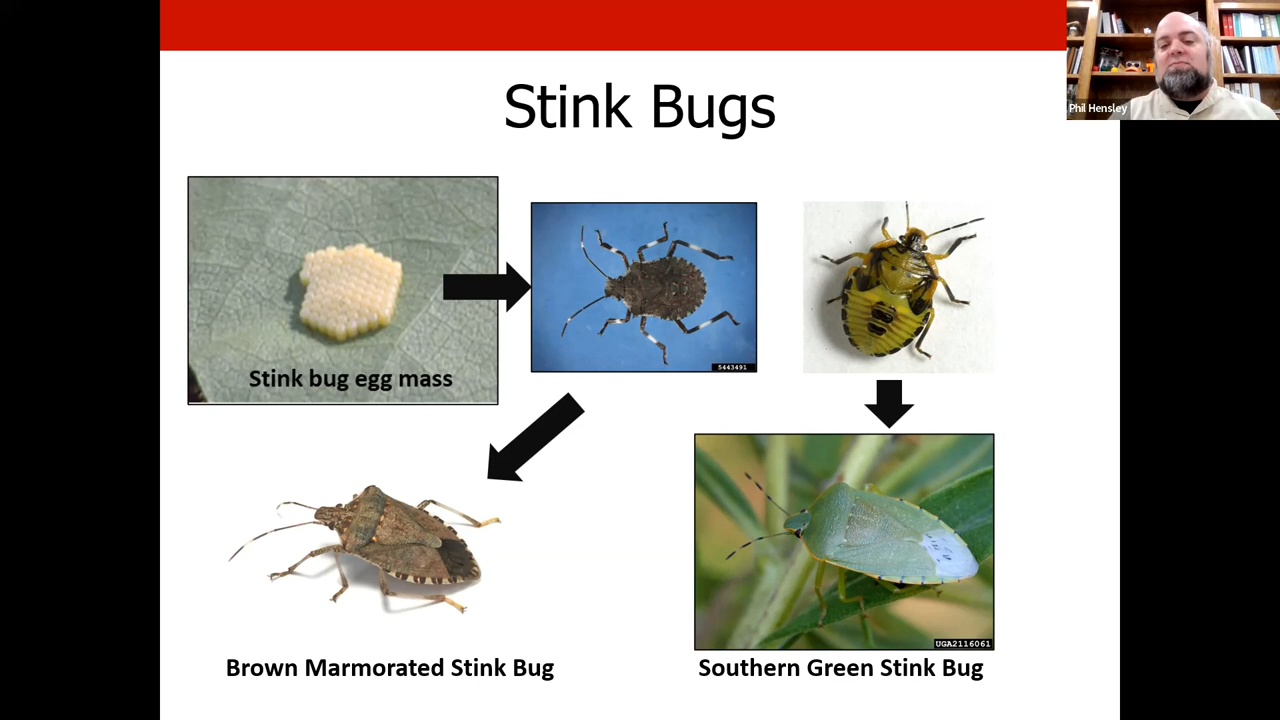 Phil Hensley
Stink Bugs
Stink bug egg mass
5443491
UGA2116061
Brown Marmorated Stink Bug
Southern Green Stink Bug